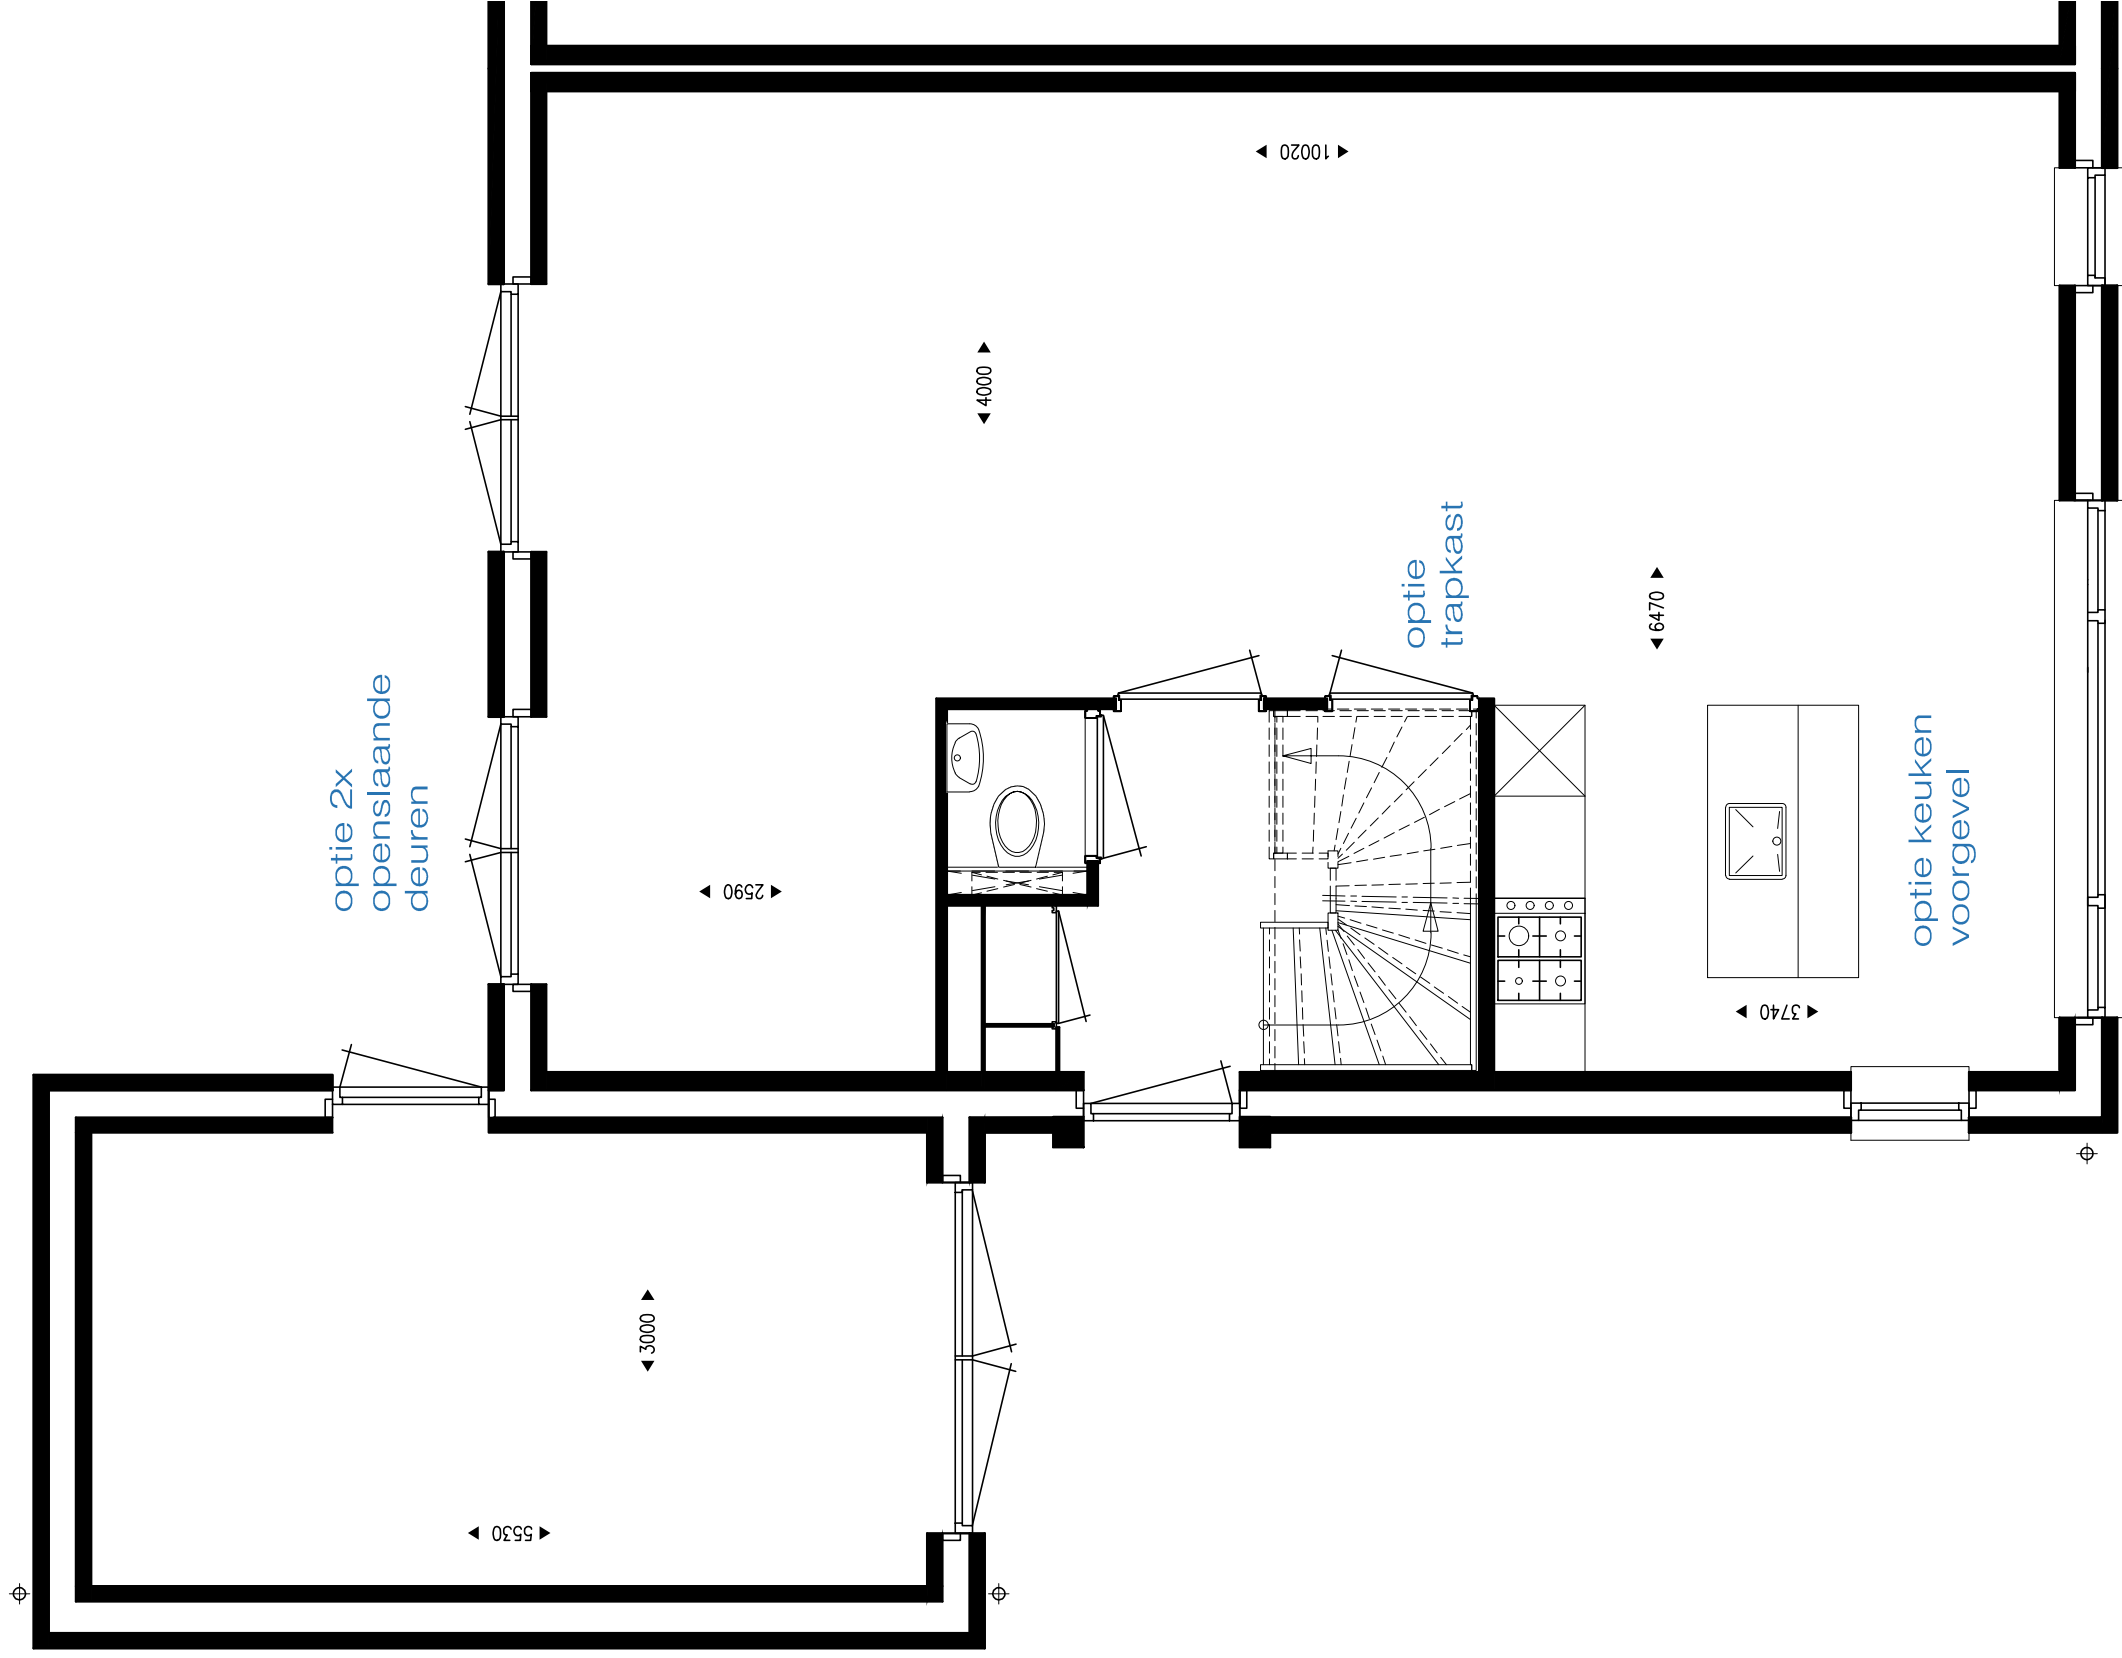 10020
4000
optie
trapkast
6470
optie 2x
openslaande
deuren
2590
optie keuken
voorgevel
3740
3000
5530